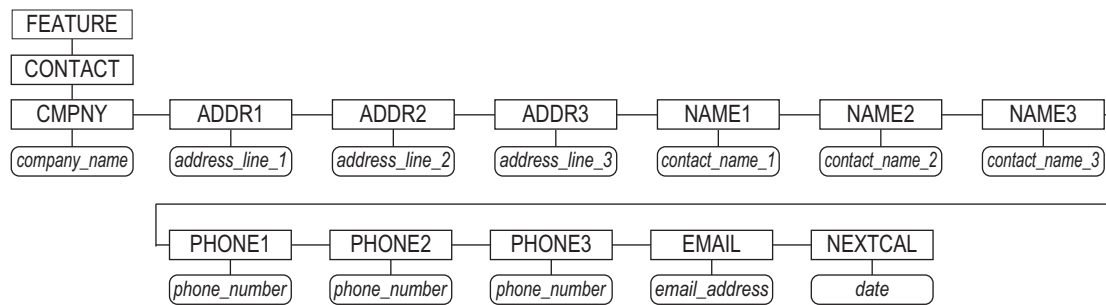 FEATURE
CONTACT
CMPNY ADDR1 ADDR2 ADDR3 NAME1 NAME2 NAME3
company_name address_line_1 address_line_2 address_line_3 contact_name_1 contact_name_2 contact_name_3
PHONE1 PHONE2 PHONE3 EMAIL NEXTCAL
phone_number phone_number phone_number email_address date